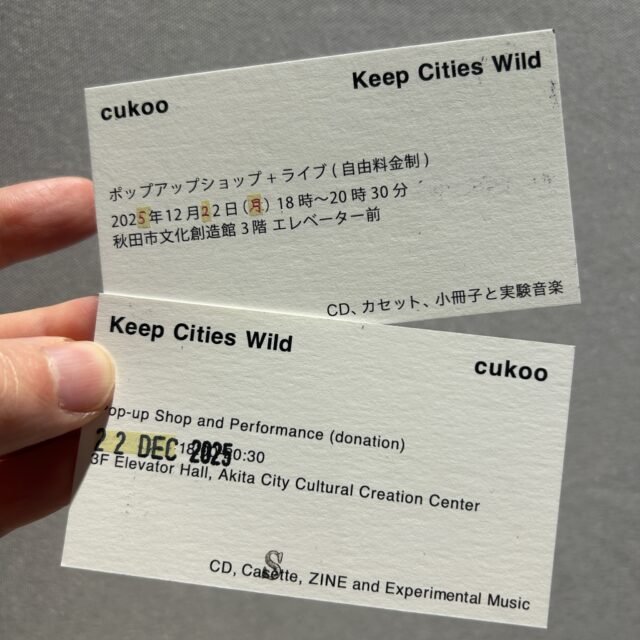 cukoo
Keep Cities Wild
ポップアップショップ + ライブ ( 自由料金制 )
2025年12月22日(月) 18時〜20時30分
秋田市文化創造館 3階 エレベーター前
CD、カセット、小冊子と実験音楽
Keep Cities Wild
cukoo
op-up Shop and Performance (donation)
22 DEC 2025 0:30
3F Elevator Hall, Akita City Cultural Creation Center
S
CD, Casette, ZINE and Experimental Music